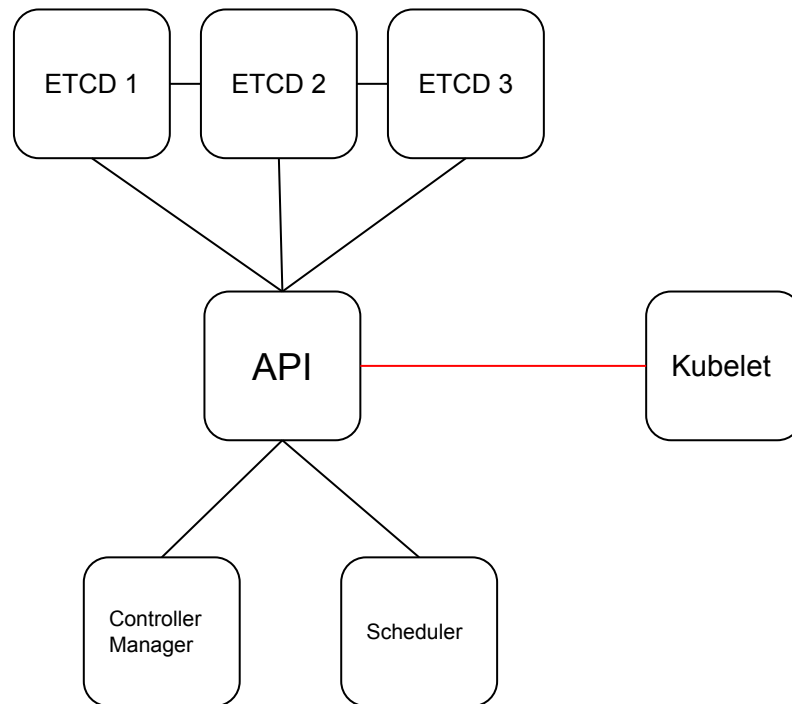 ETCD 1
ETCD 2
ETCD 3
API
Kubelet
Controller
Manager
Scheduler